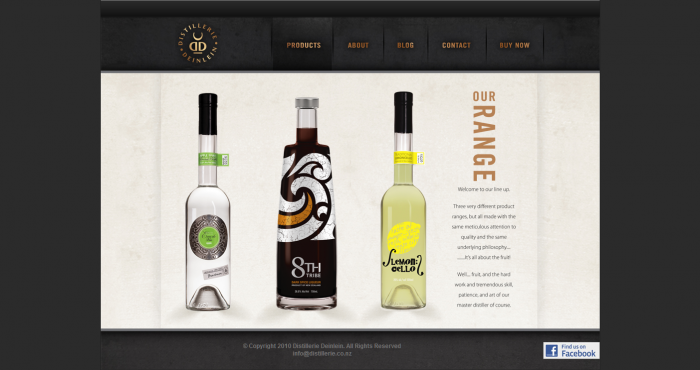 DISTILLERIE
DEINLEIN
PRODUCTS
ABOUT
BLOG
CONTACT
BUY NOW
OUR
RANGE
Welcome to our line up.
Three very different product
ranges, but all made with the
same meticulous attention to
quality and the same
underlying philosophy...
......It's all about the fruit!
Well... fruit, and the hard
work and tremendous skill,
patience, and art of our
master distiller of course.
8TH
TRIBE
LEMON:
CELLO
© Copyright 2010 Distillerie Deinlein. All Rights Reserved
info@distillerie.co.nz
Find us on
Facebook